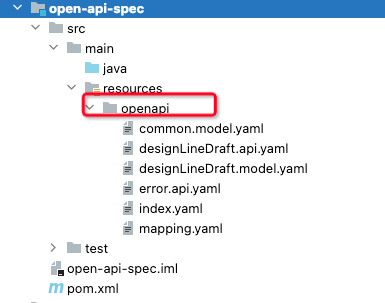 open-api-spec
src
main
java
resources
openapi
common.model.yaml
designLineDraft.api.yaml
designLineDraft.model.yaml
error.api.yaml
index.yaml
mapping.yaml
test
open-api-spec.iml
m pom.xml